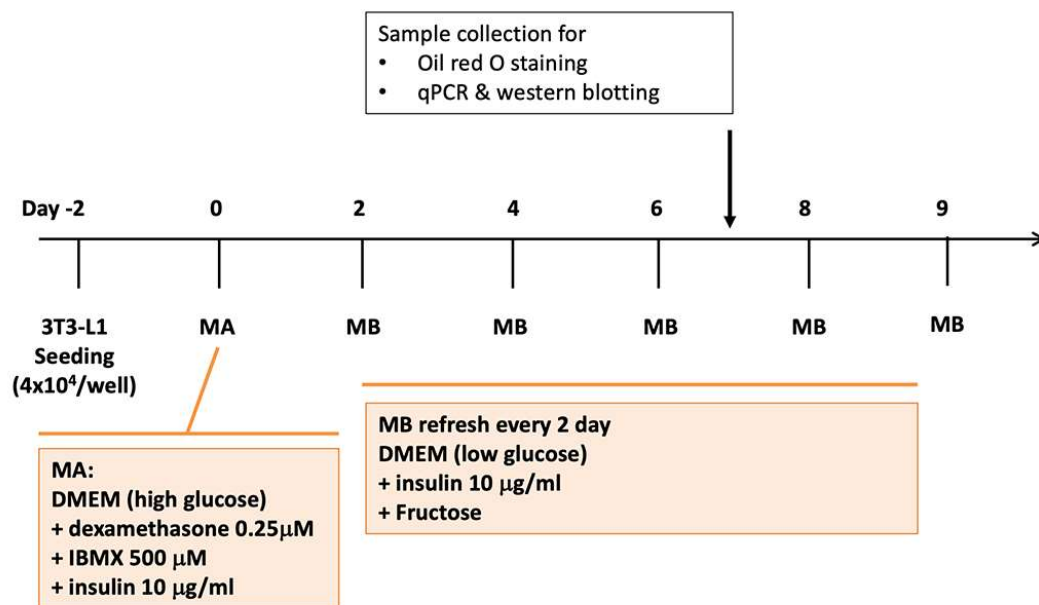 Sample collection for
• Oil red O staining
• qPCR & western blotting
Day -2 0 2 4 6 8 9
3T3-L1
Seeding
(4x10⁴/well)
MA MB MB MB MB MB
MA:
DMEM (high glucose)
+ dexamethasone 0.25μM
+ IBMX 500 μM
+ insulin 10 μg/ml
MB refresh every 2 day
DMEM (low glucose)
+ insulin 10 μg/ml
+ Fructose